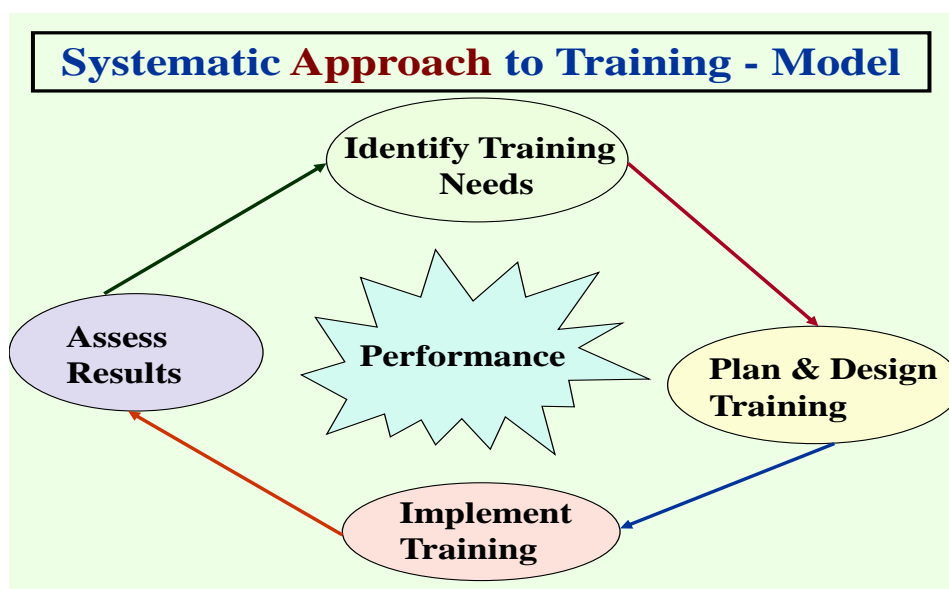 Systematic Approach to Training - Model
Identify Training
Needs
Assess
Results
Performance
Plan & Design
Training
Implement
Training